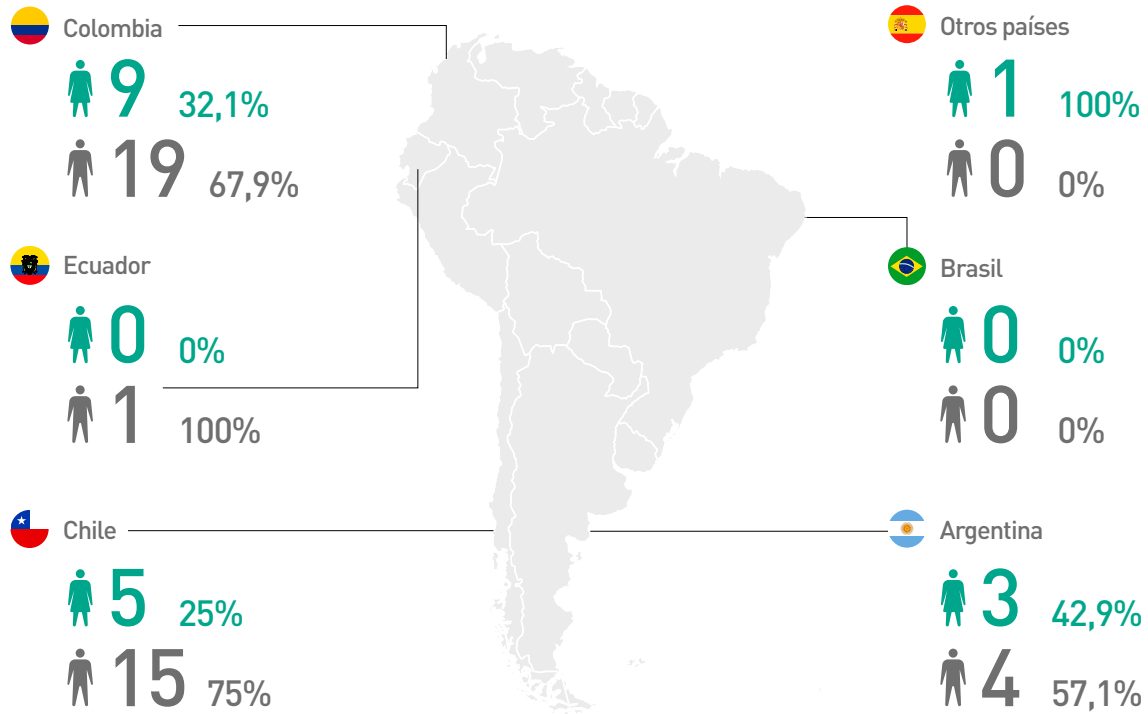 Colombia
9 32,1%
19 67,9%
Ecuador
0 0%
1 100%
Chile
5 25%
15 75%
Otros países
1 100%
0 0%
Brasil
0 0%
0 0%
Argentina
3 42,9%
4 57,1%